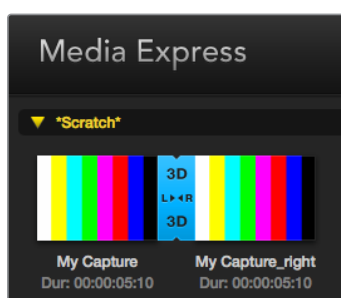 Media Express
*Scratch*
3D
L▶◀R
3D
My Capture
My Capture_right
Dur: 00:00:05:10
Dur: 00:00:05:10